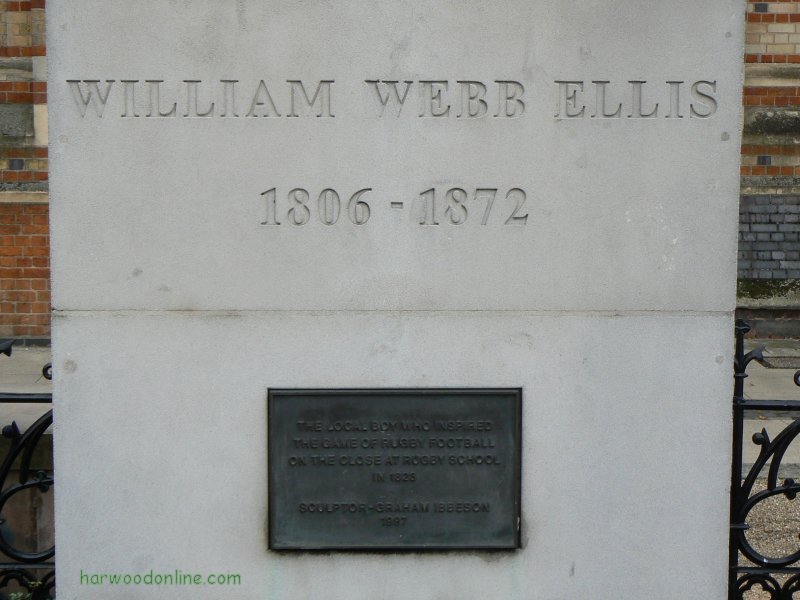 WILLIAM WEBB ELLIS
1806 - 1872
THE LOCAL BOY WHO INSPIRED
THE GAME OF RUGBY FOOTBALL
ON THE CLOSE AT RUGBY SCHOOL
IN 1823
SCULPTOR-GRAHAM IBBESON
1997
harwoodonline.com